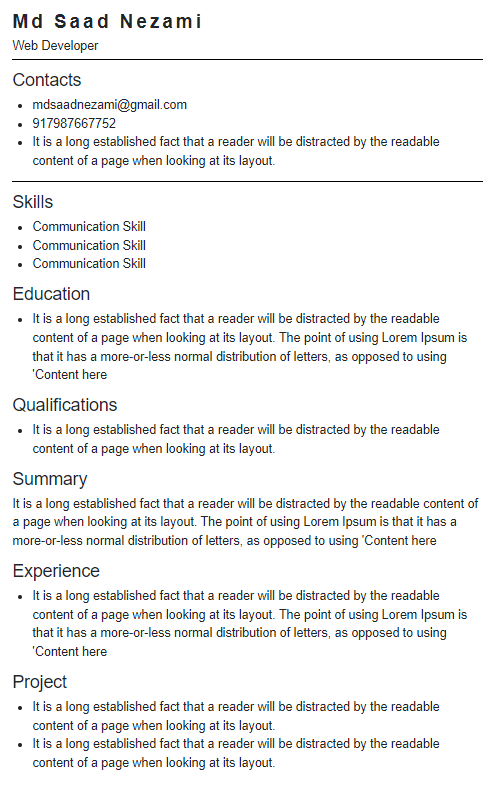 Md Saad Nezami
Web Developer
Contacts
mdsaadnezami@gmail.com
917987667752
It is a long established fact that a reader will be distracted by the readable
content of a page when looking at its layout.
Skills
Communication Skill
Communication Skill
Communication Skill
Education
It is a long established fact that a reader will be distracted by the readable
content of a page when looking at its layout. The point of using Lorem Ipsum is
that it has a more-or-less normal distribution of letters, as opposed to using
'Content here
Qualifications
It is a long established fact that a reader will be distracted by the readable
content of a page when looking at its layout.
Summary
It is a long established fact that a reader will be distracted by the readable content of
a page when looking at its layout. The point of using Lorem Ipsum is that it has a
more-or-less normal distribution of letters, as opposed to using 'Content here
Experience
It is a long established fact that a reader will be distracted by the readable
content of a page when looking at its layout. The point of using Lorem Ipsum is
that it has a more-or-less normal distribution of letters, as opposed to using
'Content here
Project
It is a long established fact that a reader will be distracted by the readable
content of a page when looking at its layout.
It is a long established fact that a reader will be distracted by the readable
content of a page when looking at its layout.